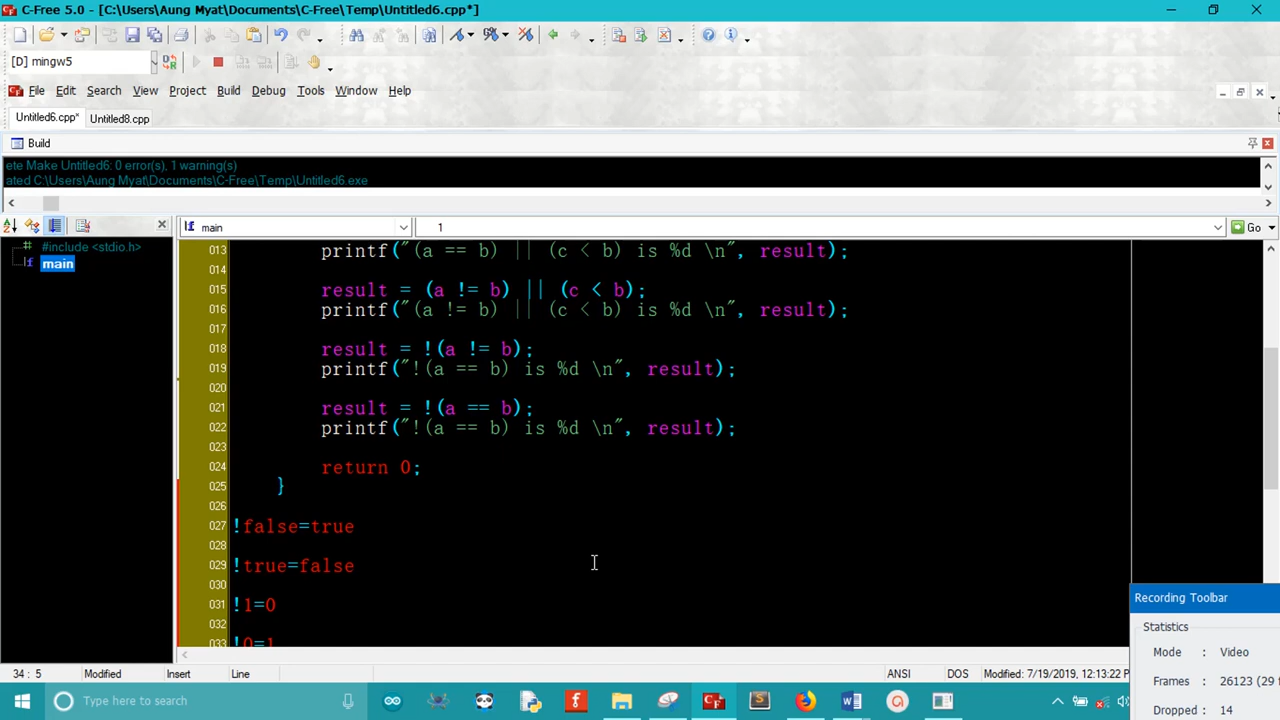 C-Free 5.0 - [C:\Users\Aung Myat\Documents\C-Free\Temp\Untitled6.cpp*]
[D] mingw5
File Edit Search View Project Build Debug Tools Window Help
Untitled6.cpp* Untitled8.cpp
Build
ete Make Untitled6: 0 error(s), 1 warning(s)
ated C:\Users\Aung Myat\Documents\C-Free\Temp\Untitled6.exe
main 1 Go
#include <stdio.h>
main
013 printf("(a == b) || (c < b) is %d \n", result);
014
015 result = (a != b) || (c < b);
016 printf("(a != b) || (c < b) is %d \n", result);
017
018 result = !(a != b);
019 printf("!(a == b) is %d \n", result);
020
021 result = !(a == b);
022 printf("!(a == b) is %d \n", result);
023
024 return 0;
025 }
026
027 !false=true
028
029 !true=false
030
031 !1=0
032
033 !0=1
Recording Toolbar
Statistics
Mode : Video
Frames : 26123 (29 f
Dropped : 14
34 : 5 Modified Insert Line ANSI DOS Modified: 7/19/2019, 12:13:22
Type here to search